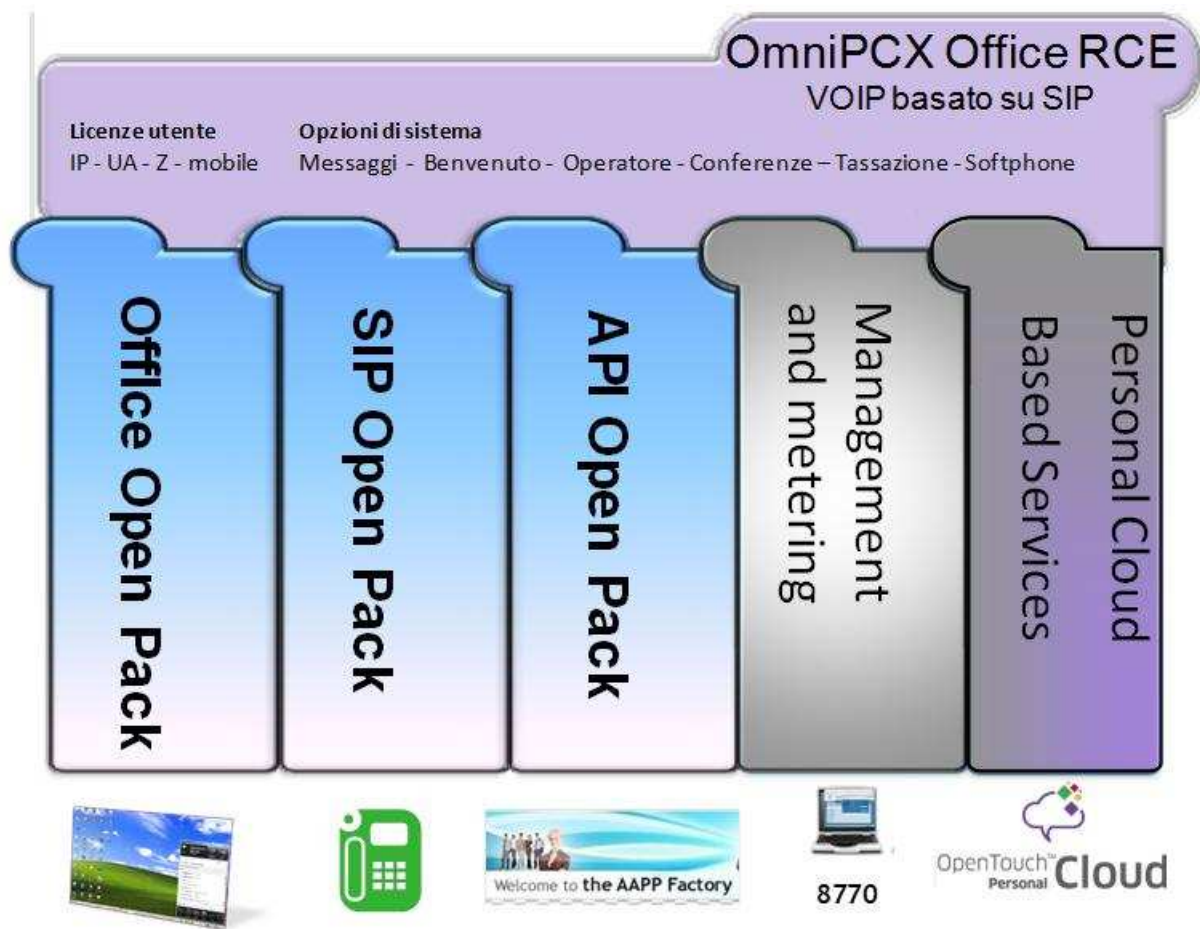 OmniPCX Office RCE
VOIP basato su SIP
Licenze utente
IP - UA - Z - mobile
Opzioni di sistema
Messaggi - Benvenuto - Operatore - Conferenze – Tassazione - Softphone
Office Open Pack
SIP Open Pack
API Open Pack
Management
and metering
Personal Cloud
Based Services
Welcome to the AAPP Factory
8770
OpenTouch™
Personal Cloud